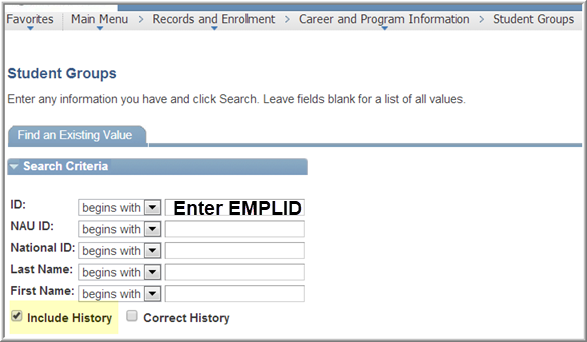 Favorites Main Menu > Records and Enrollment > Career and Program Information > Student Groups
Student Groups
Enter any information you have and click Search. Leave fields blank for a list of all values.
Find an Existing Value
Search Criteria
ID: begins with Enter EMPLID
NAU ID: begins with
National ID: begins with
Last Name: begins with
First Name: begins with
Include History Correct History